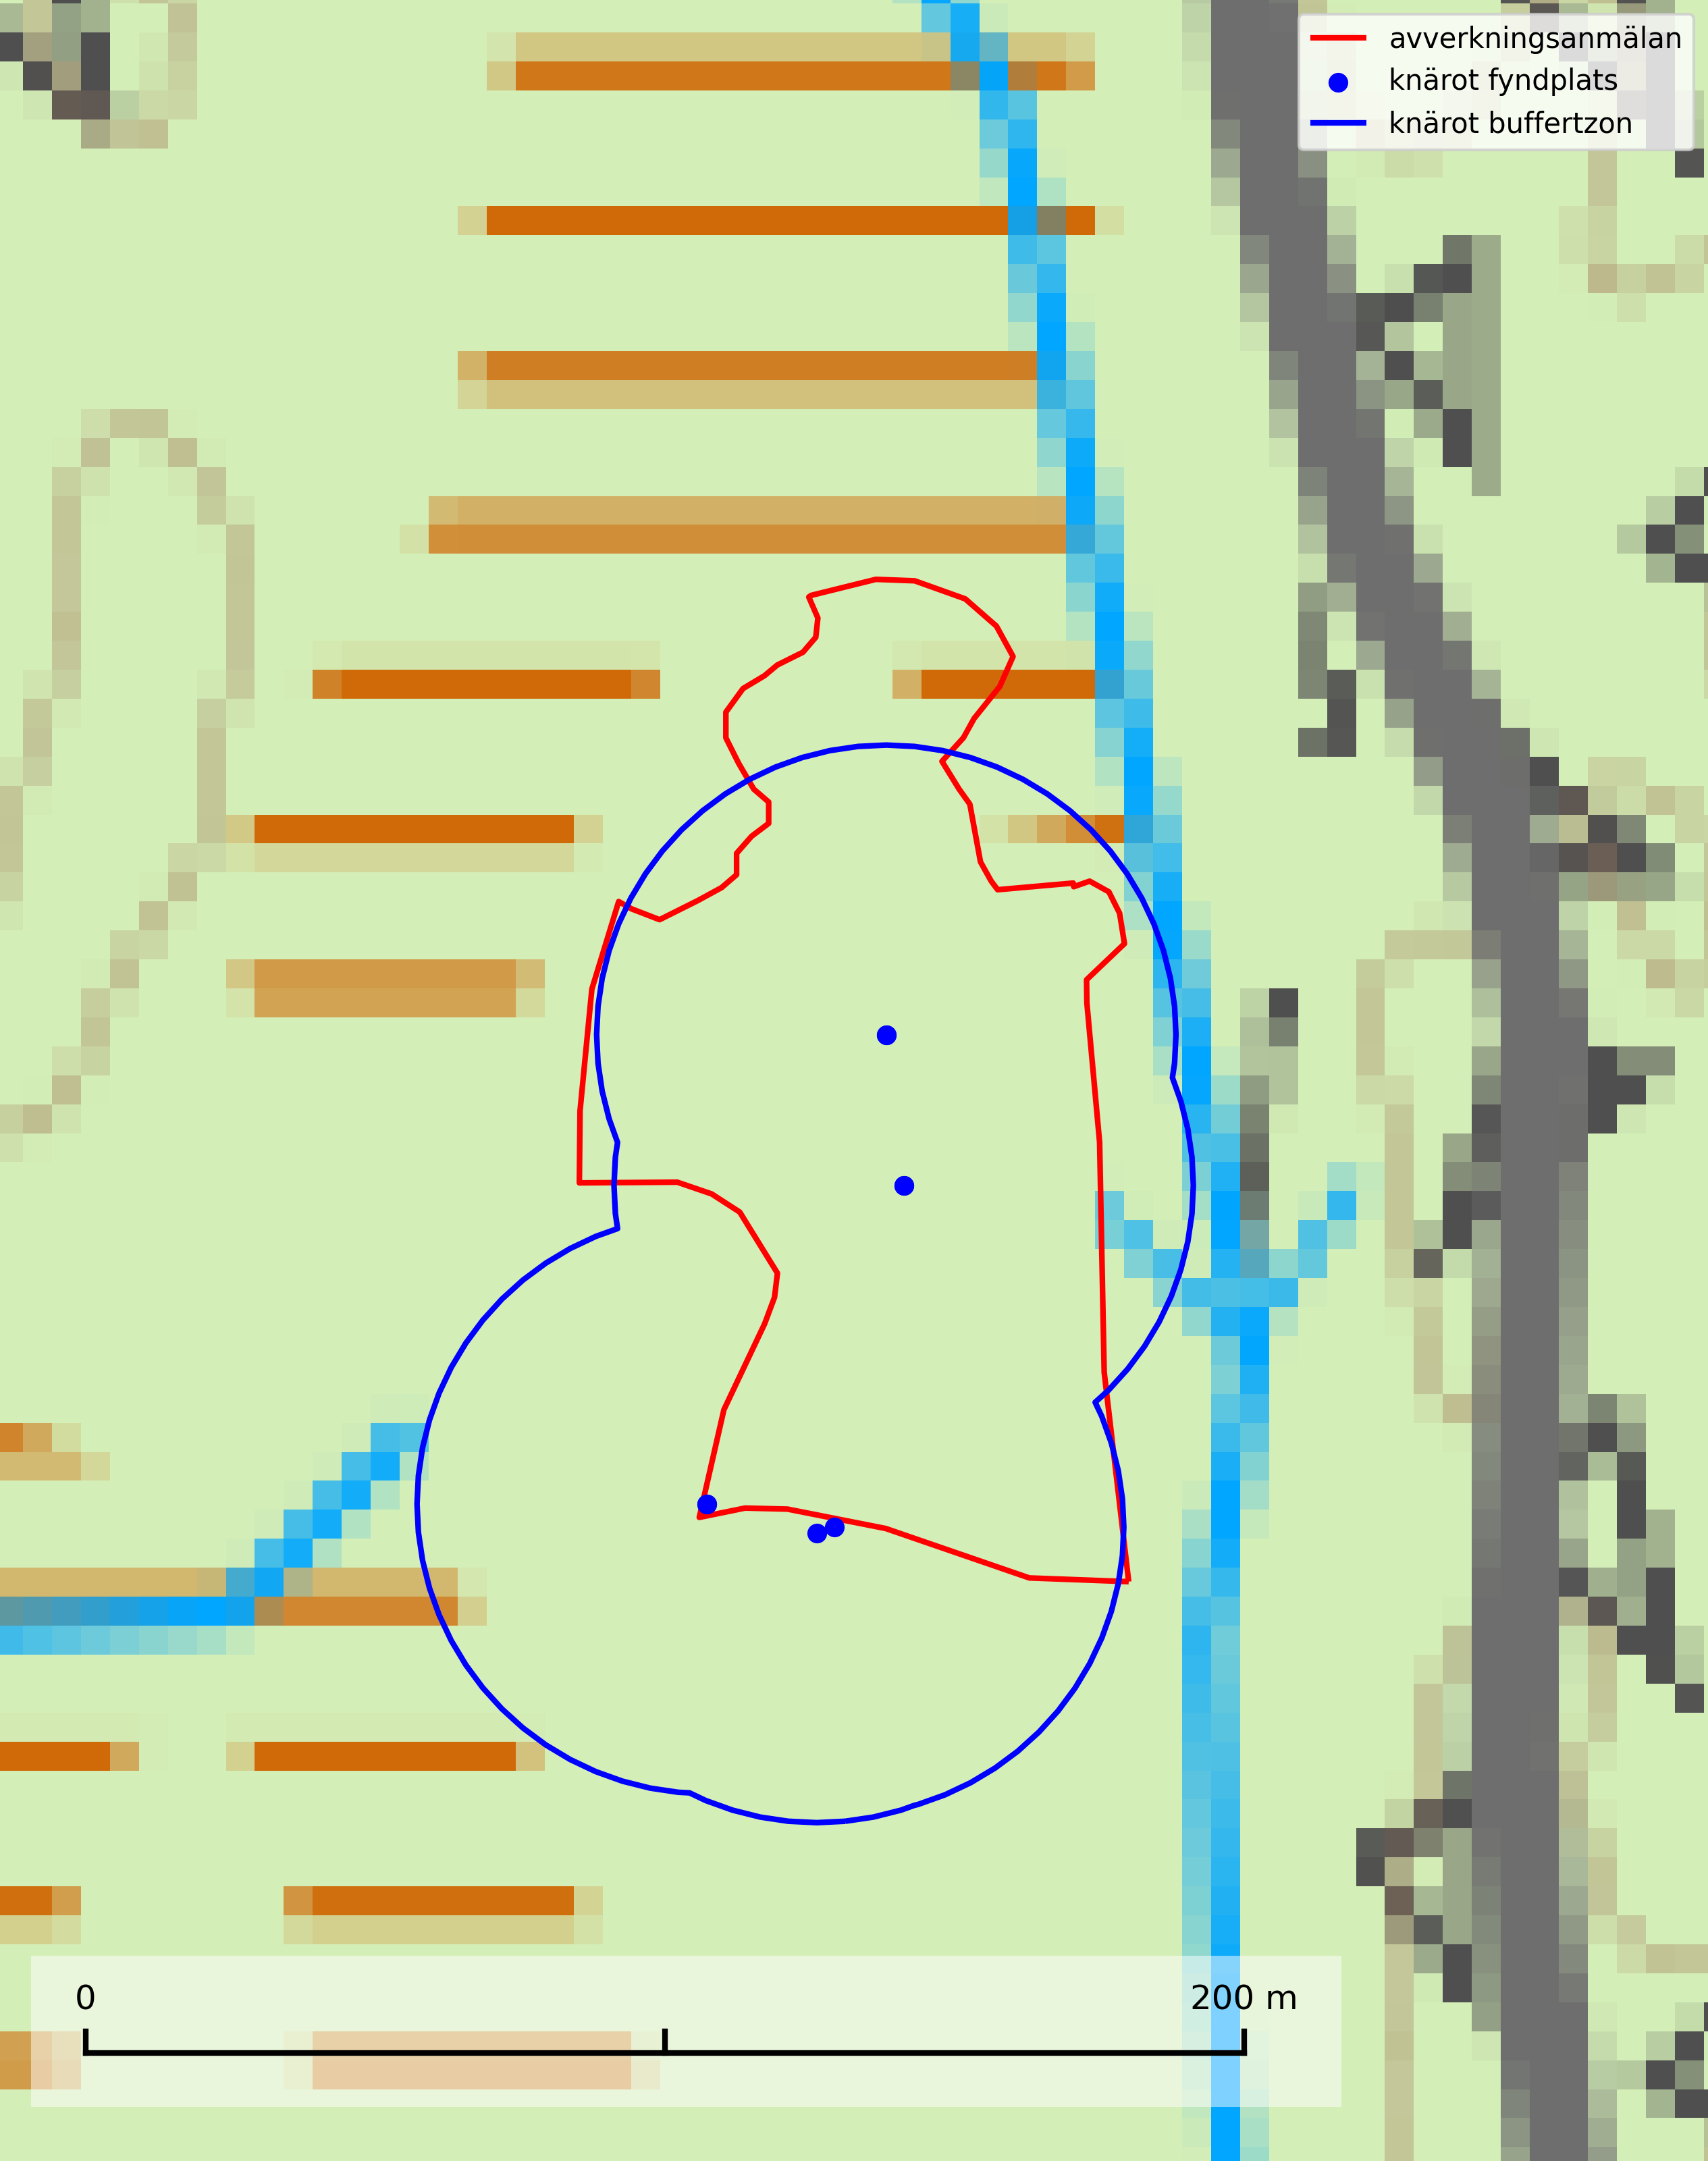 avverkningsanmälan
knärot fyndplats
knärot buffertzon
0
200 m